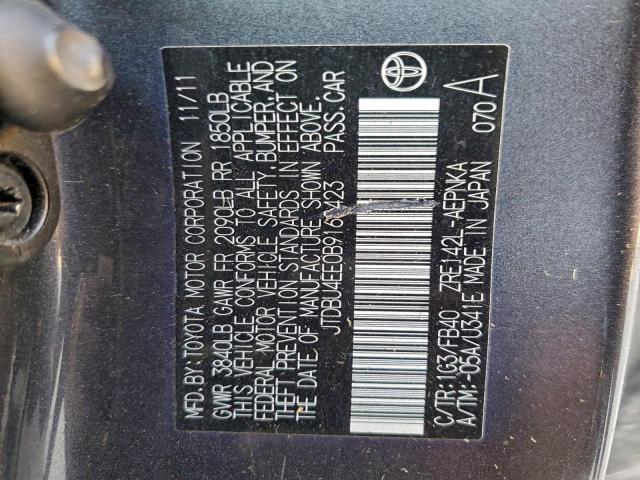 MFD.BY:TOYOTA MOTOR CORPORATION 11/11
GVWR 3840LB GAWR FR 2090LB RR 1850LB
THIS VEHICLE CONFORMS TO ALL APPLICABLE
FEDERAL MOTOR VEHICLE SAFETY, BUMPER, AND
THEFT PREVENTION STANDARDS IN EFFECT ON
THE DATE OF MANUFACTURE SHOWN ABOVE.
PASS.CAR
C/TR:1G3/FB40 ZRE142L-AEPNKA
A/TM:-05A/U341E MADE IN JAPAN
070 A